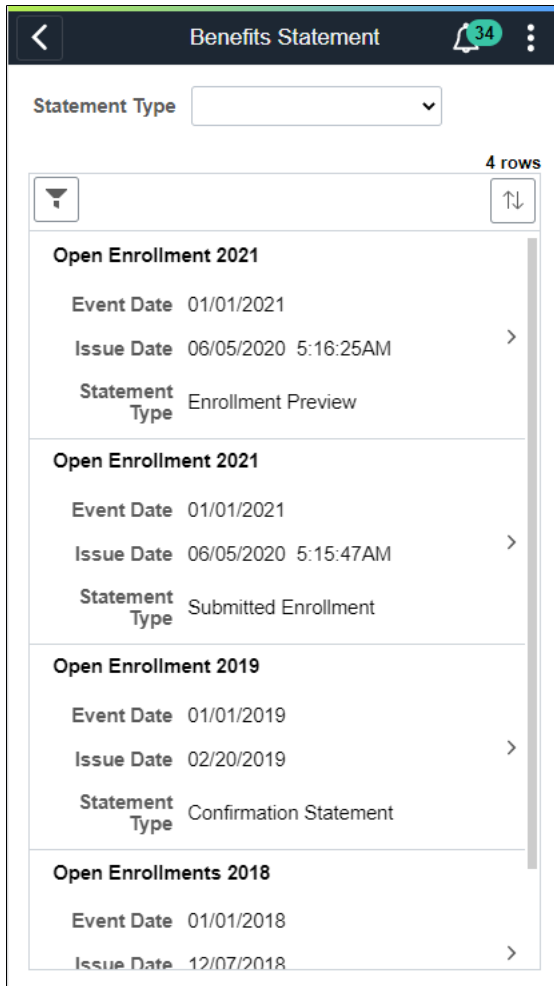 Benefits Statement 34
Statement Type
4 rows
Open Enrollment 2021
Event Date 01/01/2021
Issue Date 06/05/2020 5:16:25AM
Statement
Type Enrollment Preview
Open Enrollment 2021
Event Date 01/01/2021
Issue Date 06/05/2020 5:15:47AM
Statement
Type Submitted Enrollment
Open Enrollment 2019
Event Date 01/01/2019
Issue Date 02/20/2019
Statement
Type Confirmation Statement
Open Enrollments 2018
Event Date 01/01/2018
Issue Date 12/07/2018